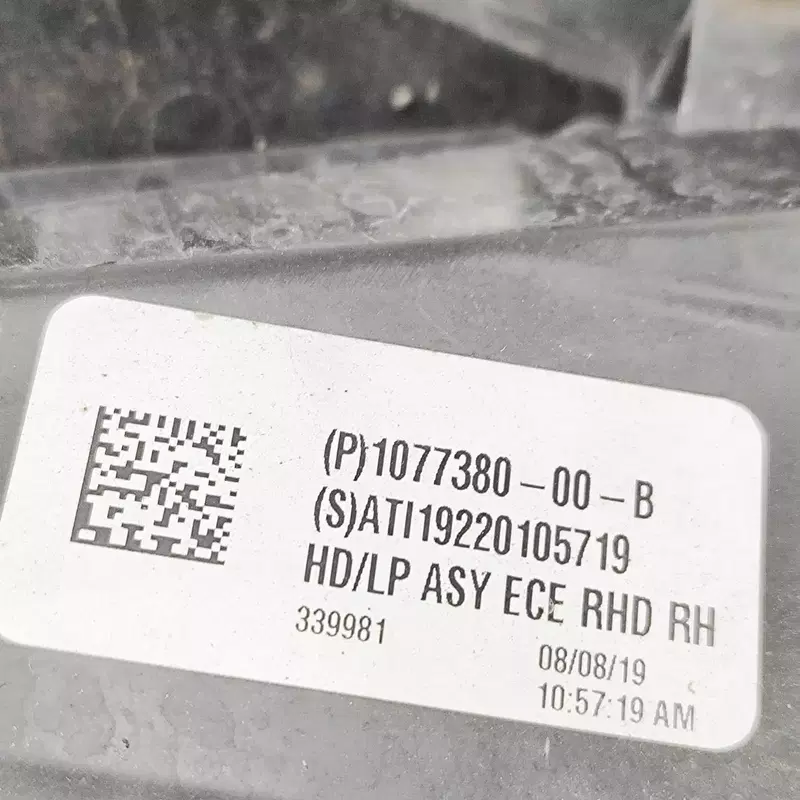 (P)1077380-00-B
(S)ATI19220105719
HD/LP ASY ECE RHD RH
339981
08/08/19
10:57:19 AM